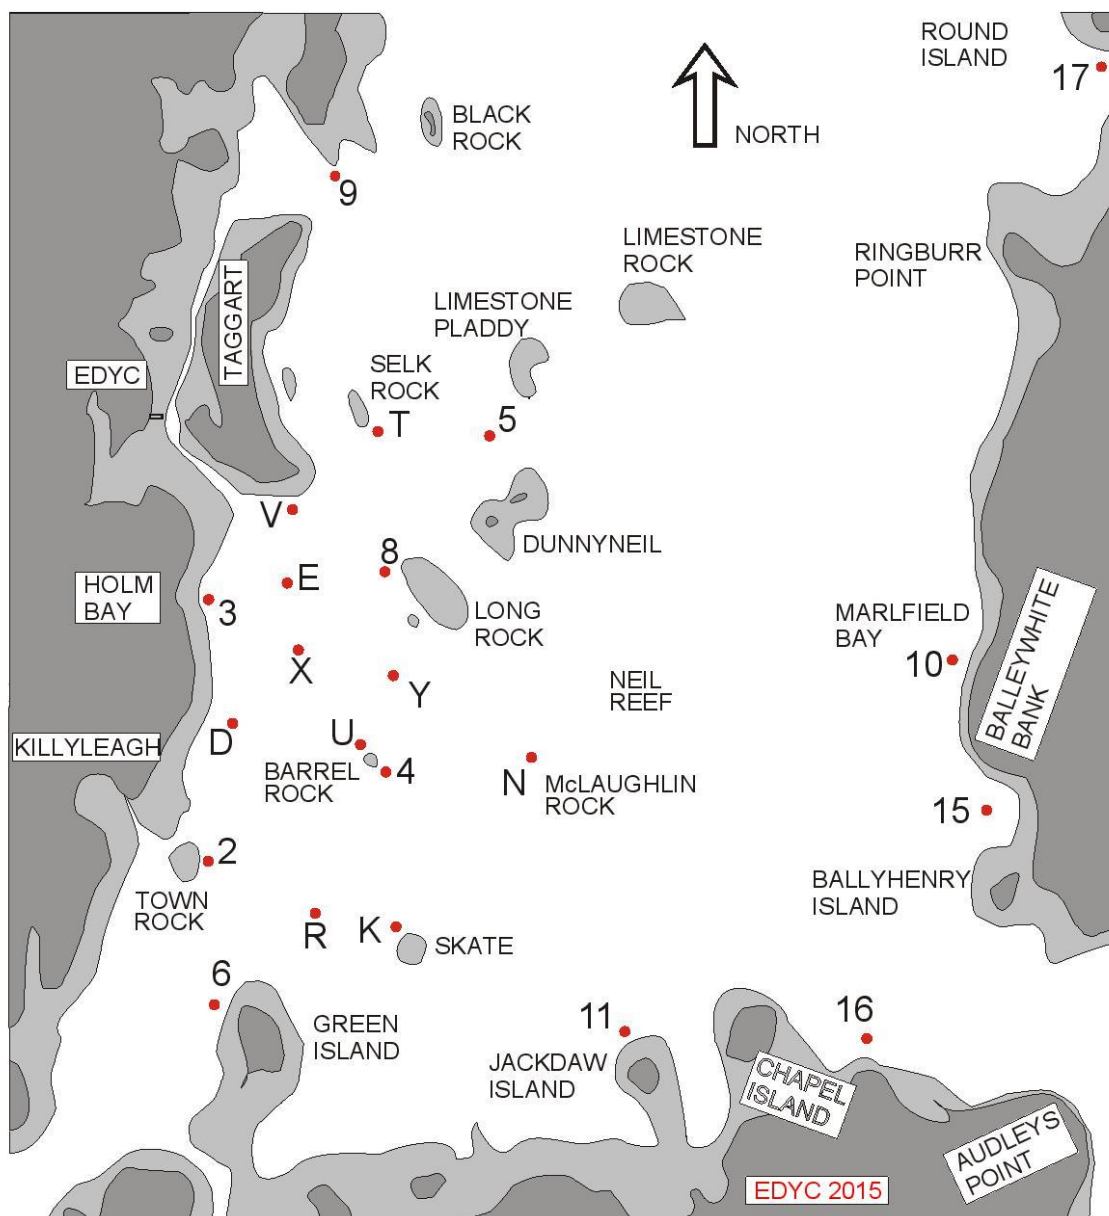 ROUND
ISLAND
17
BLACK
ROCK
NORTH
9
LIMESTONE
ROCK
RINGBURR
POINT
TAGGART
LIMESTONE
PLADDY
EDYC
SELK
ROCK
T
5
V
DUNNYNEIL
8
E
HOLM
BAY
3
LONG
ROCK
MARLFIELD
BAY
10
BALLEYWHITE
BANK
X
Y
NEIL
REEF
D
U
KILLYLEAGH
BARREL
ROCK
4
N
McLAUGHLIN
ROCK
15
2
TOWN
ROCK
BALLYHENRY
ISLAND
R
K
SKATE
6
GREEN
ISLAND
11
16
JACKDAW
ISLAND
CHAPEL
ISLAND
AUDLEYS
POINT
EDYC 2015